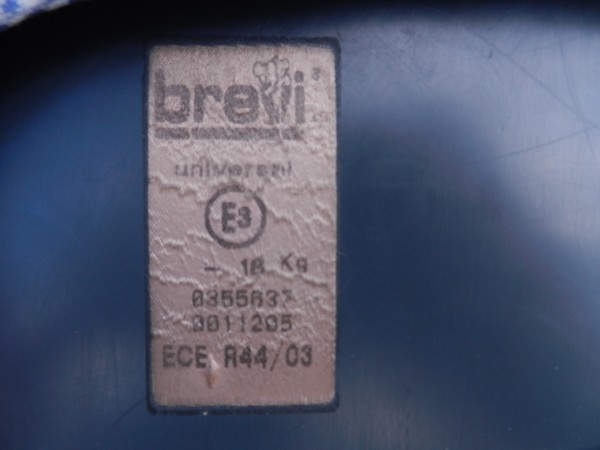 brevi
universal
E3
- 18 Kg
0355637
0011205
ECE R44/03